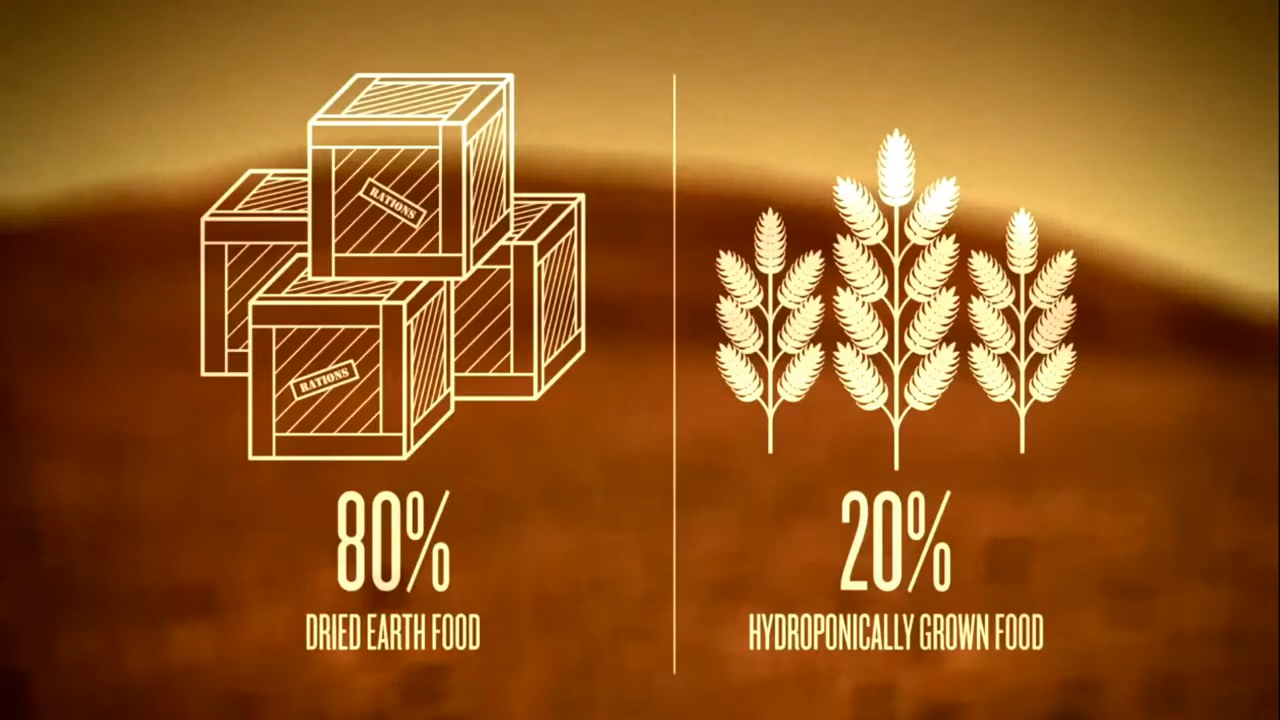 RATIONS
RATIONS
80%
DRIED EARTH FOOD
20%
HYDROPONICALLY GROWN FOOD